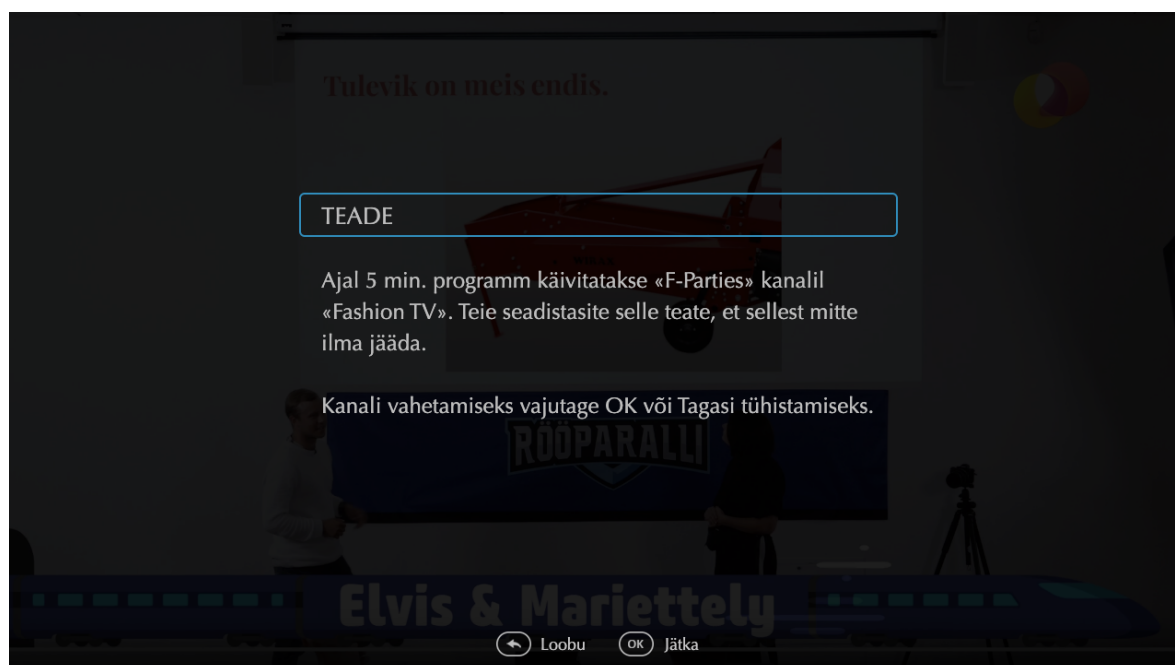 Tulevik on meis endis.
TEADE
Ajal 5 min. programm käivitatakse «F-Parties» kanalil
«Fashion TV». Teie seadistasite selle teate, et sellest mitte
ilma jääda.
Kanali vahetamiseks vajutage OK või Tagasi tühistamiseks.
RÖÖPARALLI
Elvis & Mariettely
Loobu OK Jätka